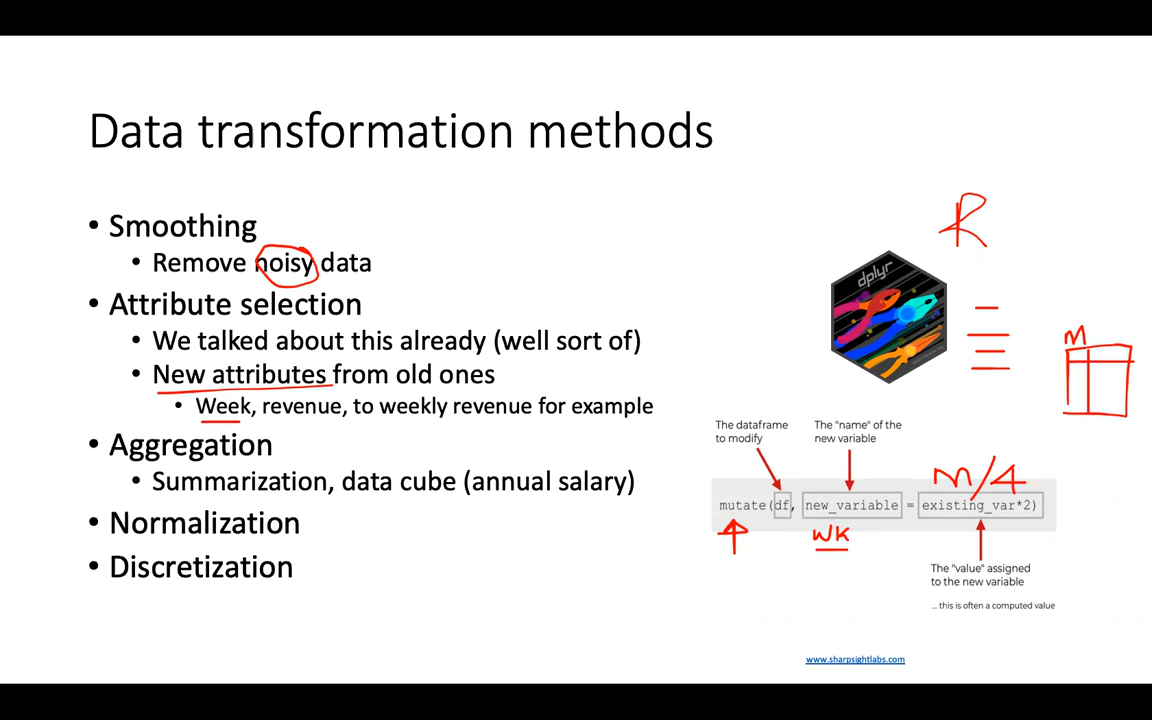 Data transformation methods
• Smoothing
• Remove noisy data
• Attribute selection
• We talked about this already (well sort of)
• New attributes from old ones
• Week, revenue, to weekly revenue for example
• Aggregation
• Summarization, data cube (annual salary)
• Normalization
• Discretization
R
dplyr
M
The dataframe
to modify
The "name" of the
new variable
M/4
mutate(df, new_variable = existing_var*2)
WK
The "value" assigned
to the new variable
... this is often a computed value
www.sharpsightlabs.com